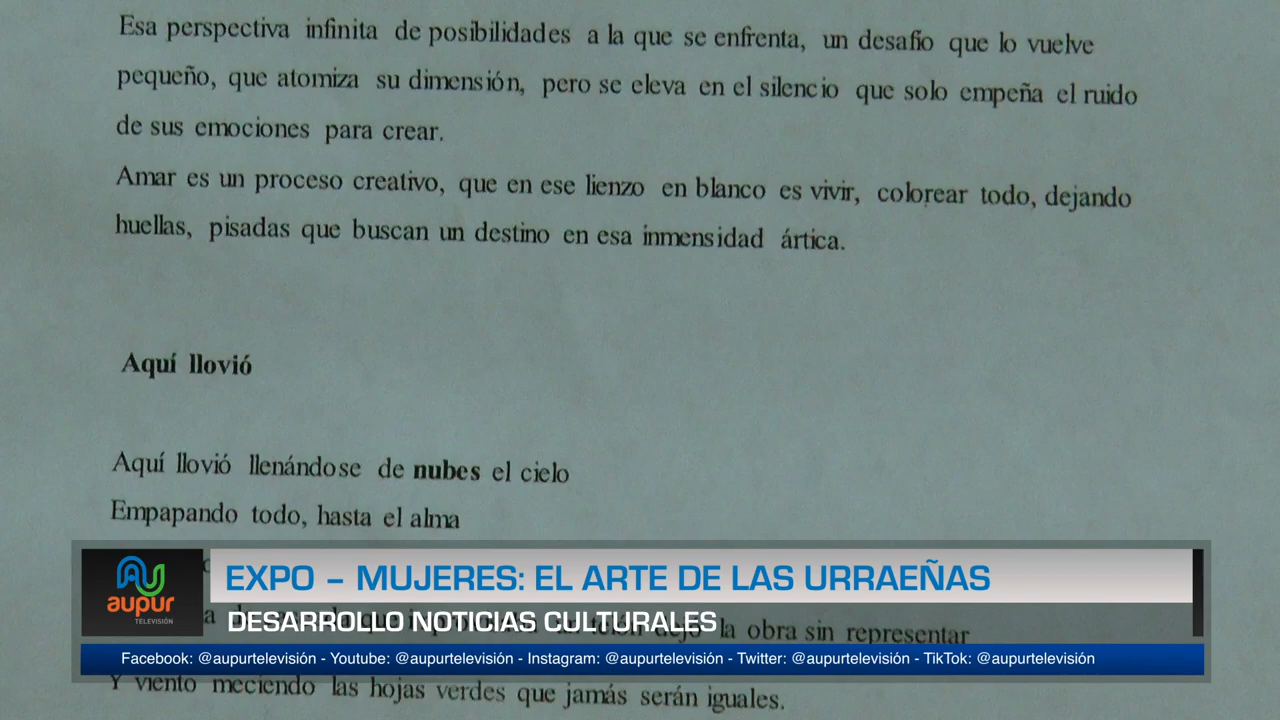 Esa perspectiva infinita de posibilidades a la que se enfrenta, un desafío que lo vuelve
pequeño, que atomiza su dimensión, pero se eleva en el silencio que solo empeña el ruido
de sus emociones para crear.
Amar es un proceso creativo, que en ese lienzo en blanco es vivir, colorear todo, dejando
huellas, pisadas que buscan un destino en esa inmensidad ártica.
Aquí llovió
Aquí llovió llenándose de nubes el cielo
Empapando todo, hasta el alma
la obra sin representar
Y viento meciendo las hojas verdes que jamás serán iguales.
aupur
TELEVISIÓN
EXPO – MUJERES: EL ARTE DE LAS URRAEÑAS
DESARROLLO NOTICIAS CULTURALES
Facebook: @aupurtelevisión - Youtube: @aupurtelevisión - Instagram: @aupurtelevisión - Twitter: @aupurtelevisión - TikTok: @aupurtelevisión